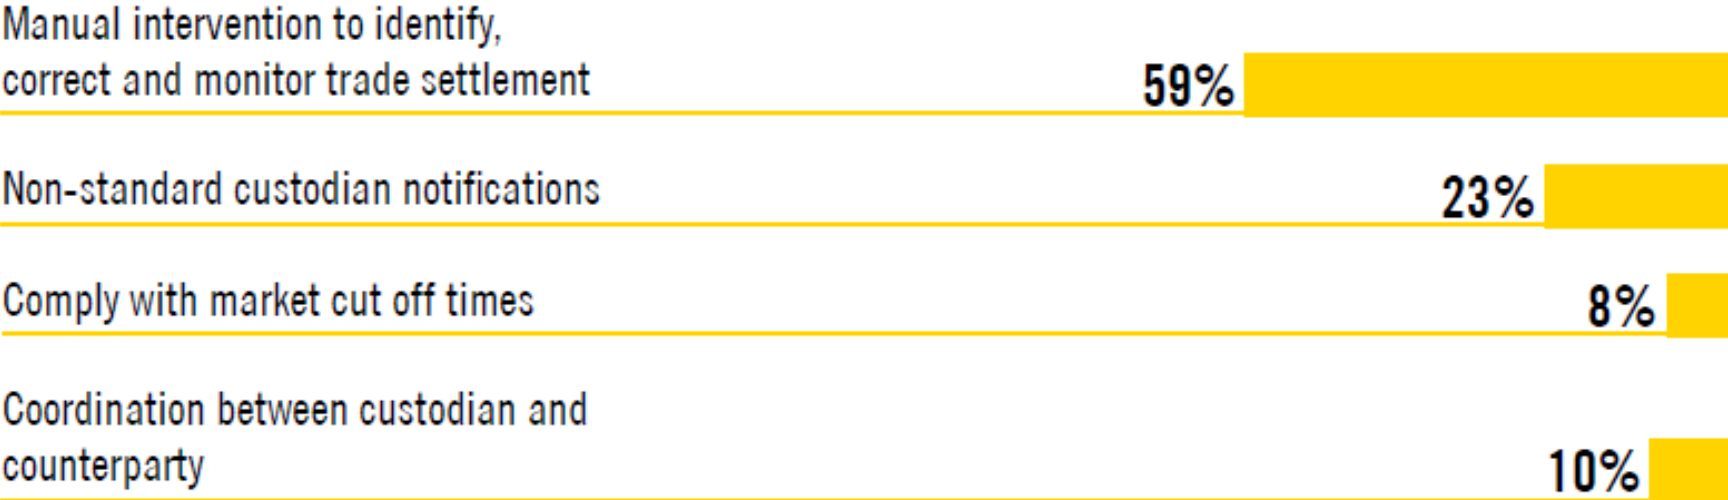 Manual intervention to identify,
correct and monitor trade settlement
59%
Non-standard custodian notifications
23%
Comply with market cut off times
8%
Coordination between custodian and
counterparty
10%